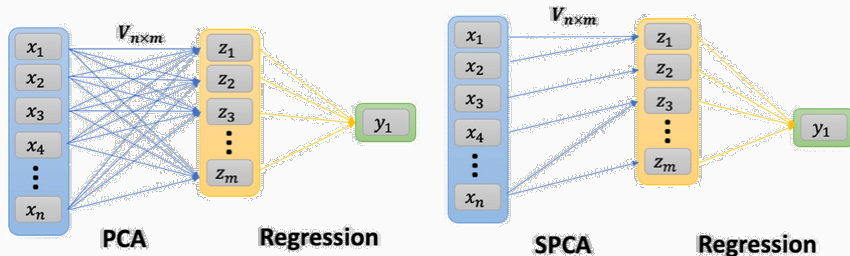 V_{n×m}
x_1
x_2
x_3
x_4
⋮
x_n
z_1
z_2
z_3
⋮
z_m
y_1
PCA
Regression
V_{n×m}
x_1
x_2
x_3
x_4
⋮
x_n
z_1
z_2
z_3
⋮
z_m
y_1
SPCA
Regression